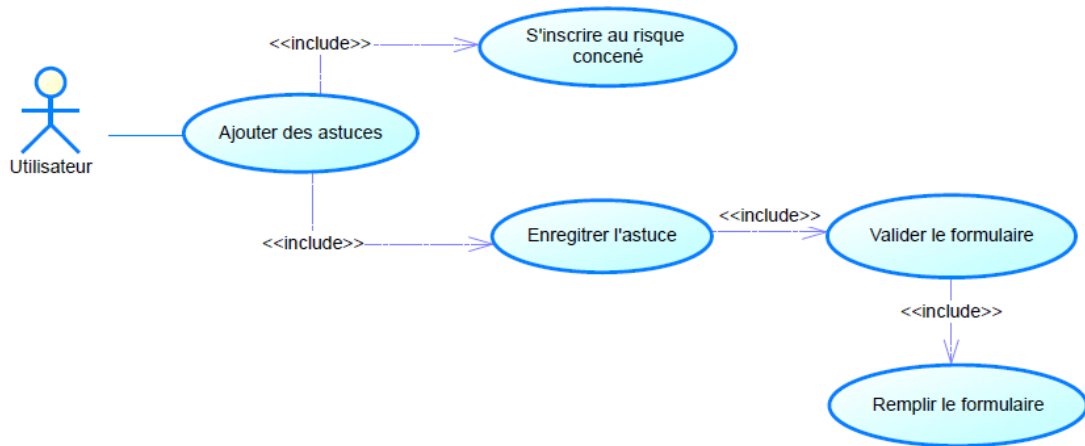 <<include>>
S'inscrire au risque
concené
Utilisateur
Ajouter des astuces
<<include>>
Enregitrer l'astuce
<<include>>
Valider le formulaire
<<include>>
Remplir le formulaire